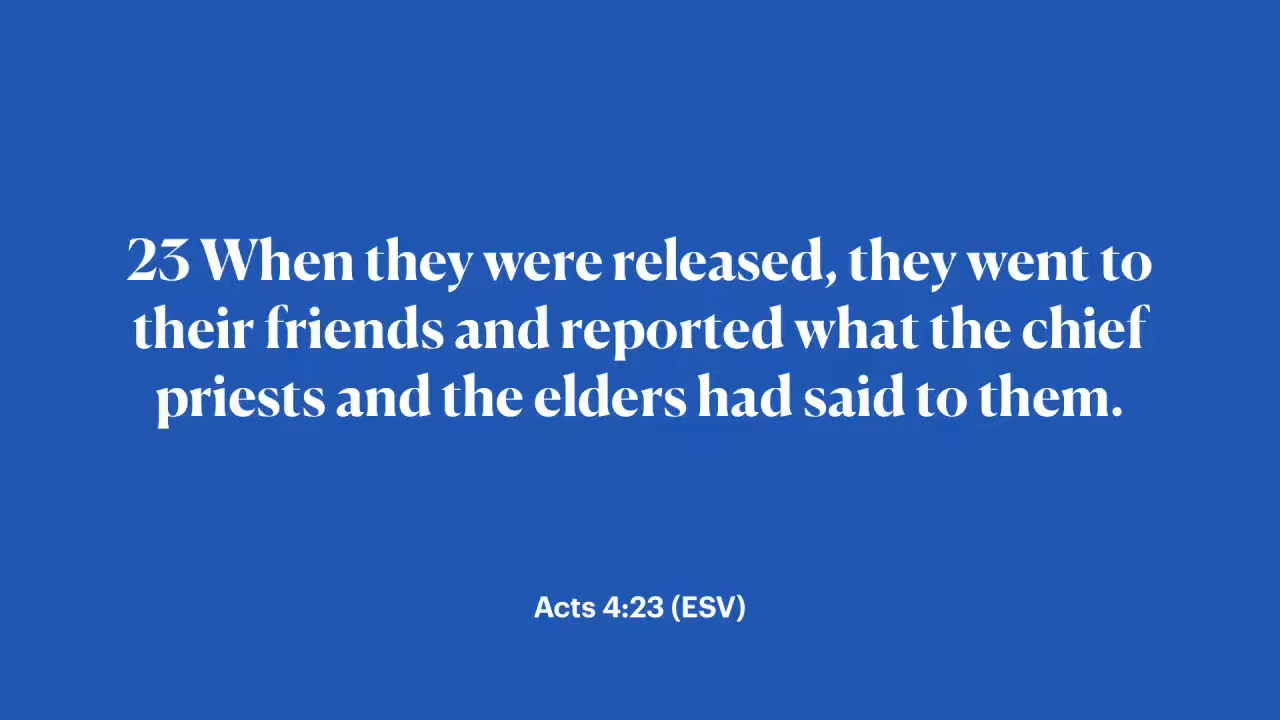 23 When they were released, they went to
their friends and reported what the chief
priests and the elders had said to them.
Acts 4:23 (ESV)